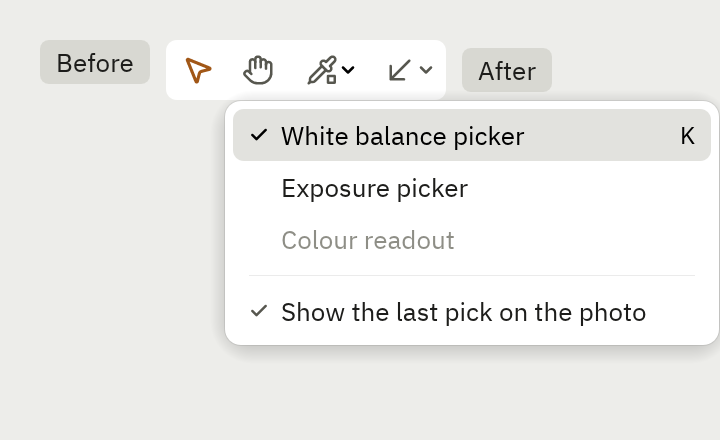 Before
After
White balance picker K
Exposure picker
Colour readout
Show the last pick on the photo